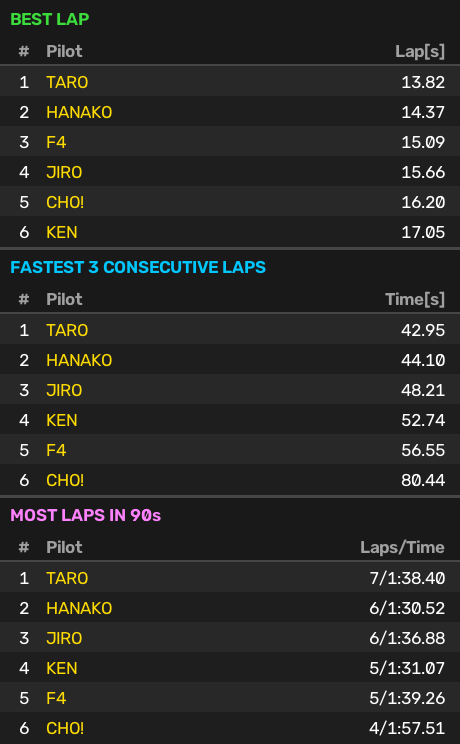 BEST LAP
# Pilot Lap[s]
1 TARO 13.82
2 HANAKO 14.37
3 F4 15.09
4 JIRO 15.66
5 CHO! 16.20
6 KEN 17.05
FASTEST 3 CONSECUTIVE LAPS
# Pilot Time[s]
1 TARO 42.95
2 HANAKO 44.10
3 JIRO 48.21
4 KEN 52.74
5 F4 56.55
6 CHO! 80.44
MOST LAPS IN 90s
# Pilot Laps/Time
1 TARO 7/1:38.40
2 HANAKO 6/1:30.52
3 JIRO 6/1:36.88
4 KEN 5/1:31.07
5 F4 5/1:39.26
6 CHO! 4/1:57.51